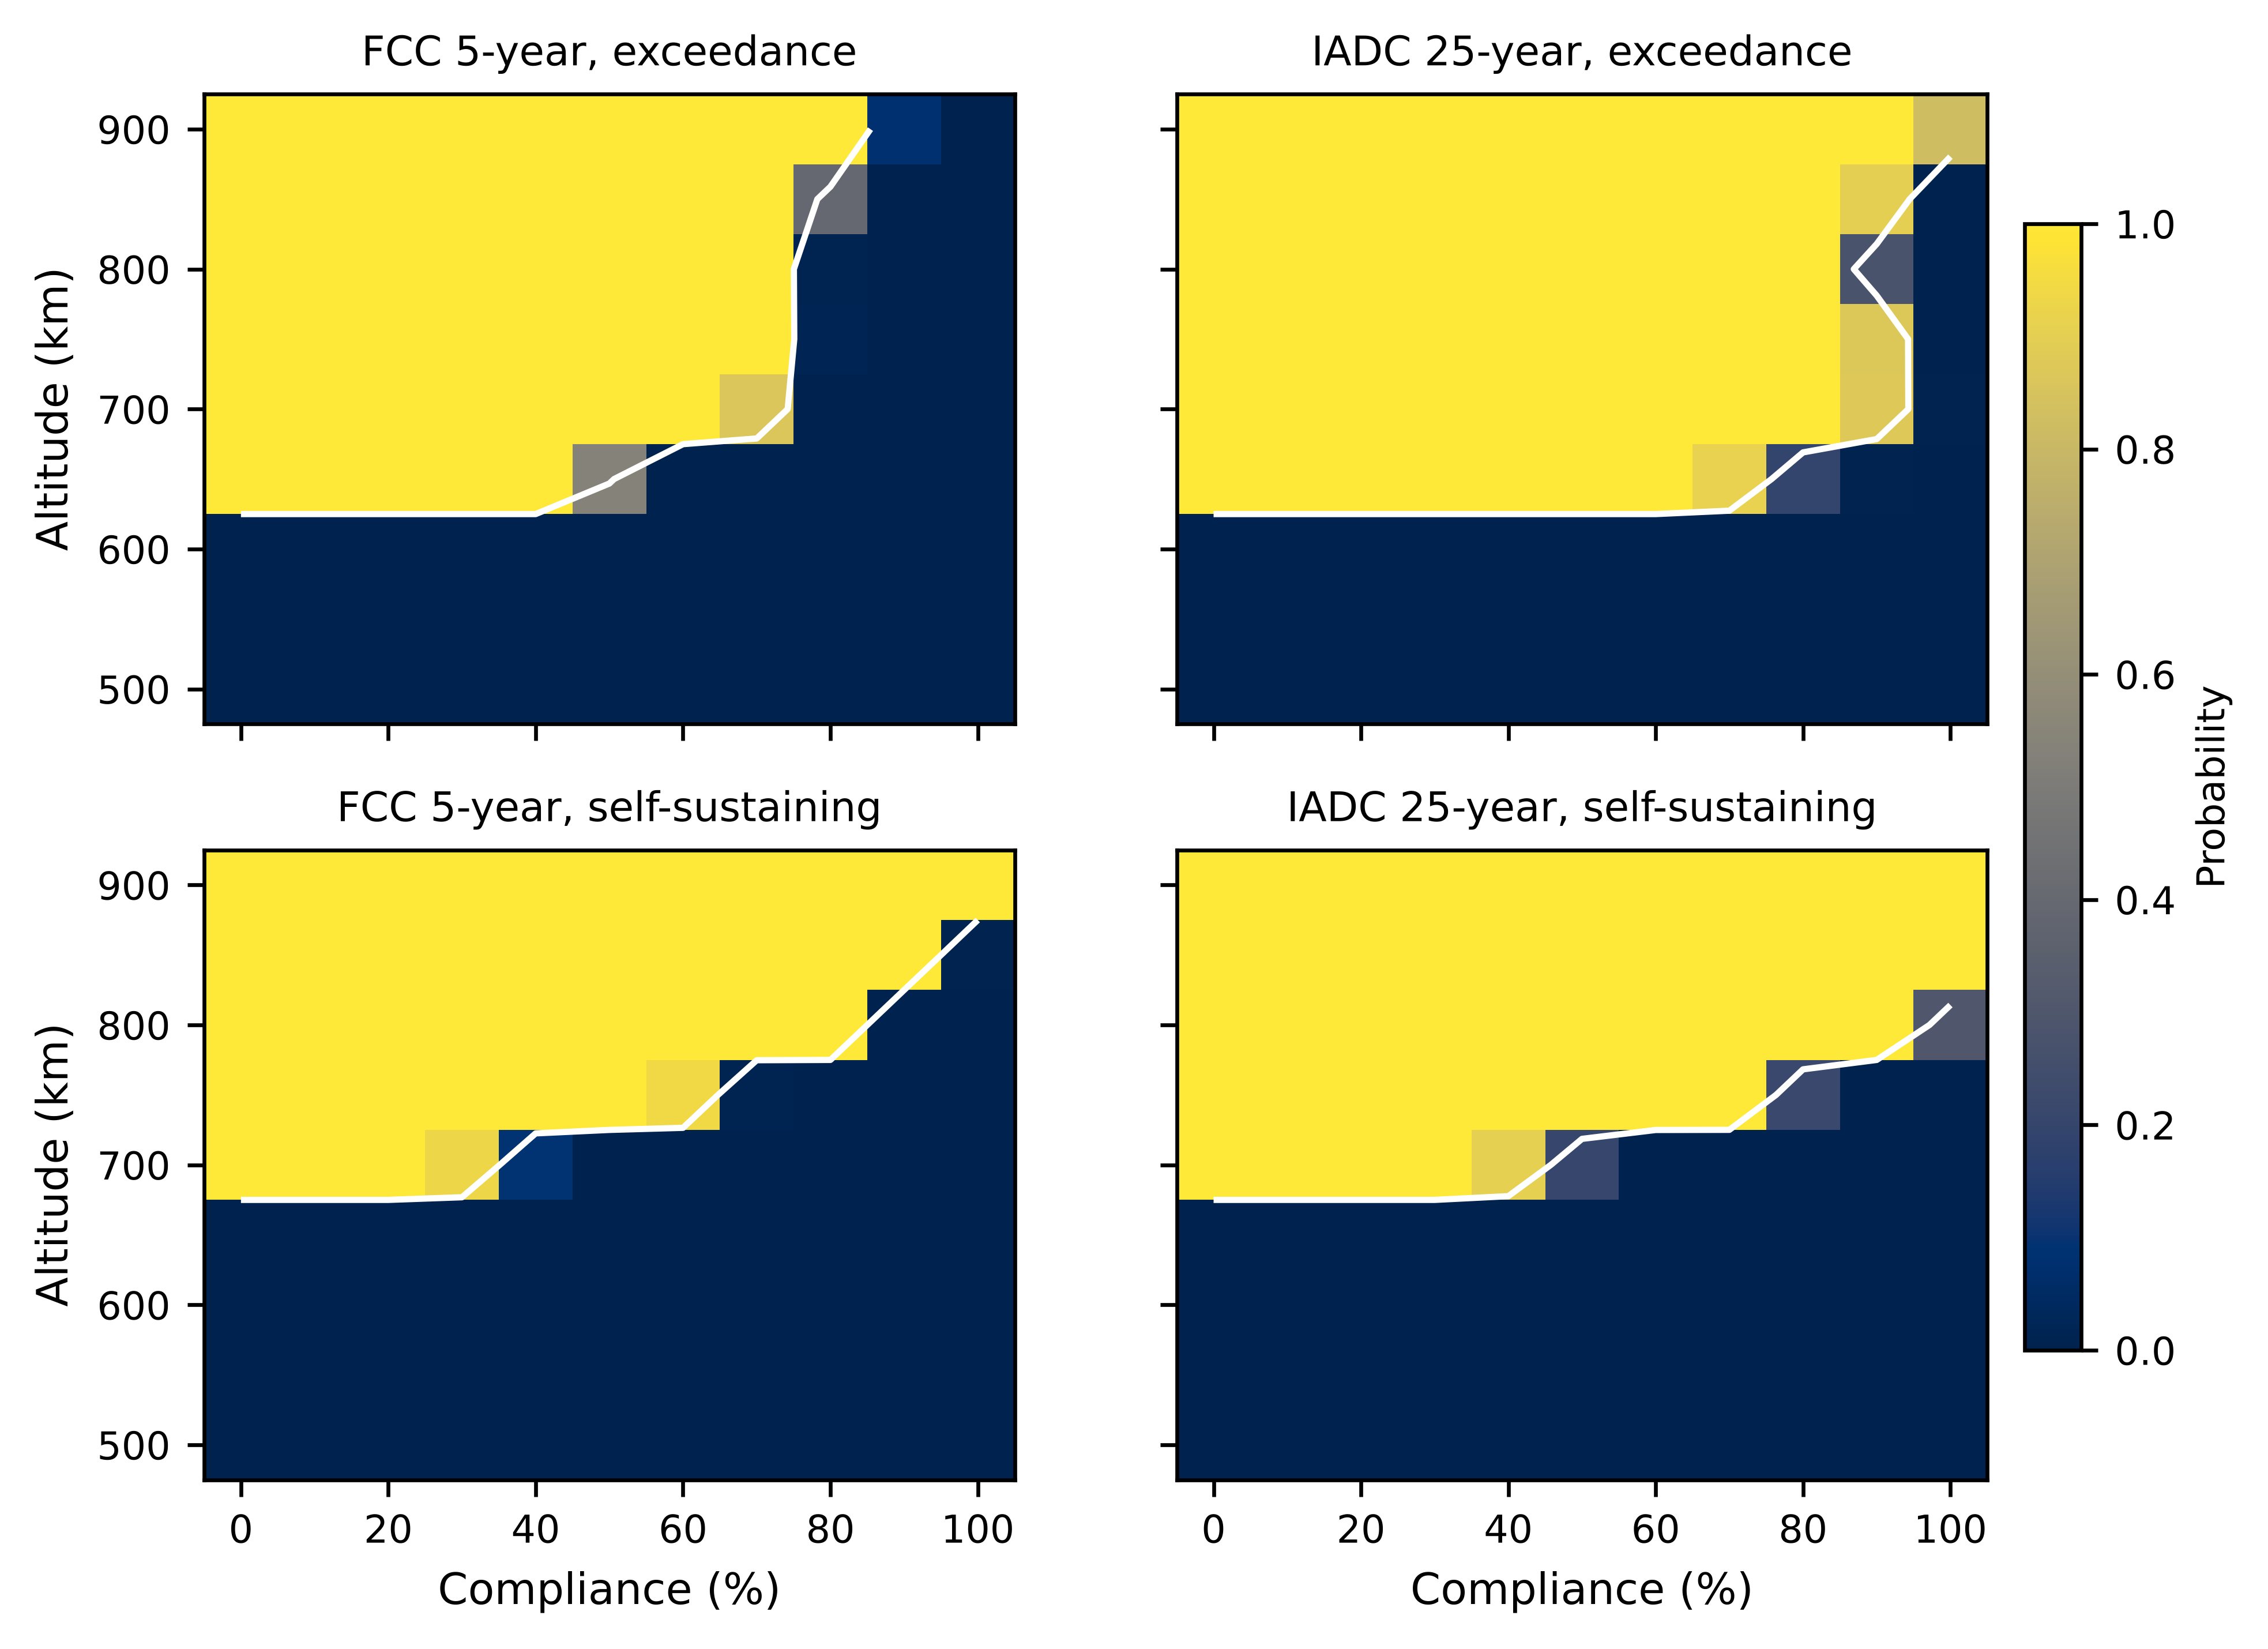 FCC 5-year, exceedance
IADC 25-year, exceedance
900
800
700
600
500
Altitude (km)
FCC 5-year, self-sustaining
IADC 25-year, self-sustaining
900
800
700
600
500
Altitude (km)
0 20 40 60 80 100
Compliance (%)
0 20 40 60 80 100
Compliance (%)
1.0
0.8
0.6
0.4
0.2
0.0
Probability